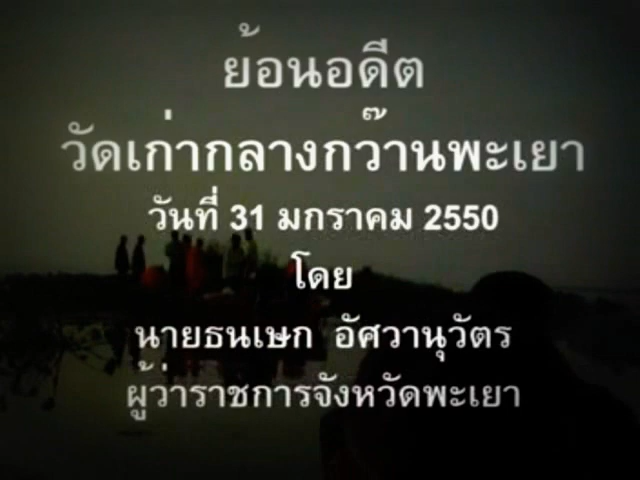 ย้อนอดีต
วัดเก่ากลางกว๊านพะเยา
วันที่ 31 มกราคม 2550
โดย
นายธนเษก อัศวานุวัตร
ผู้ว่าราชการจังหวัดพะเยา